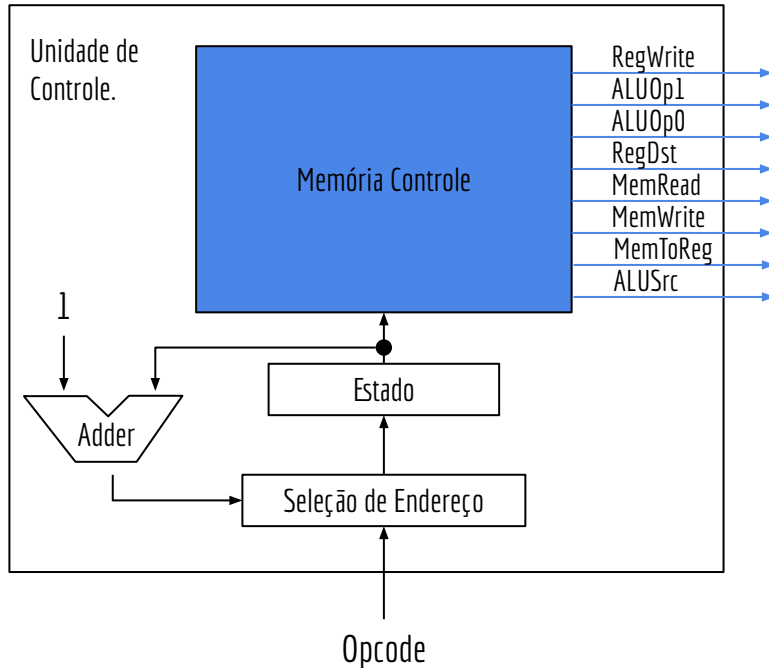 Unidade de
Controle.
Memória Controle
RegWrite
ALUOp1
ALUOp0
RegDst
MemRead
MemWrite
MemToReg
ALUSrc
1
Estado
Adder
Seleção de Endereço
Opcode